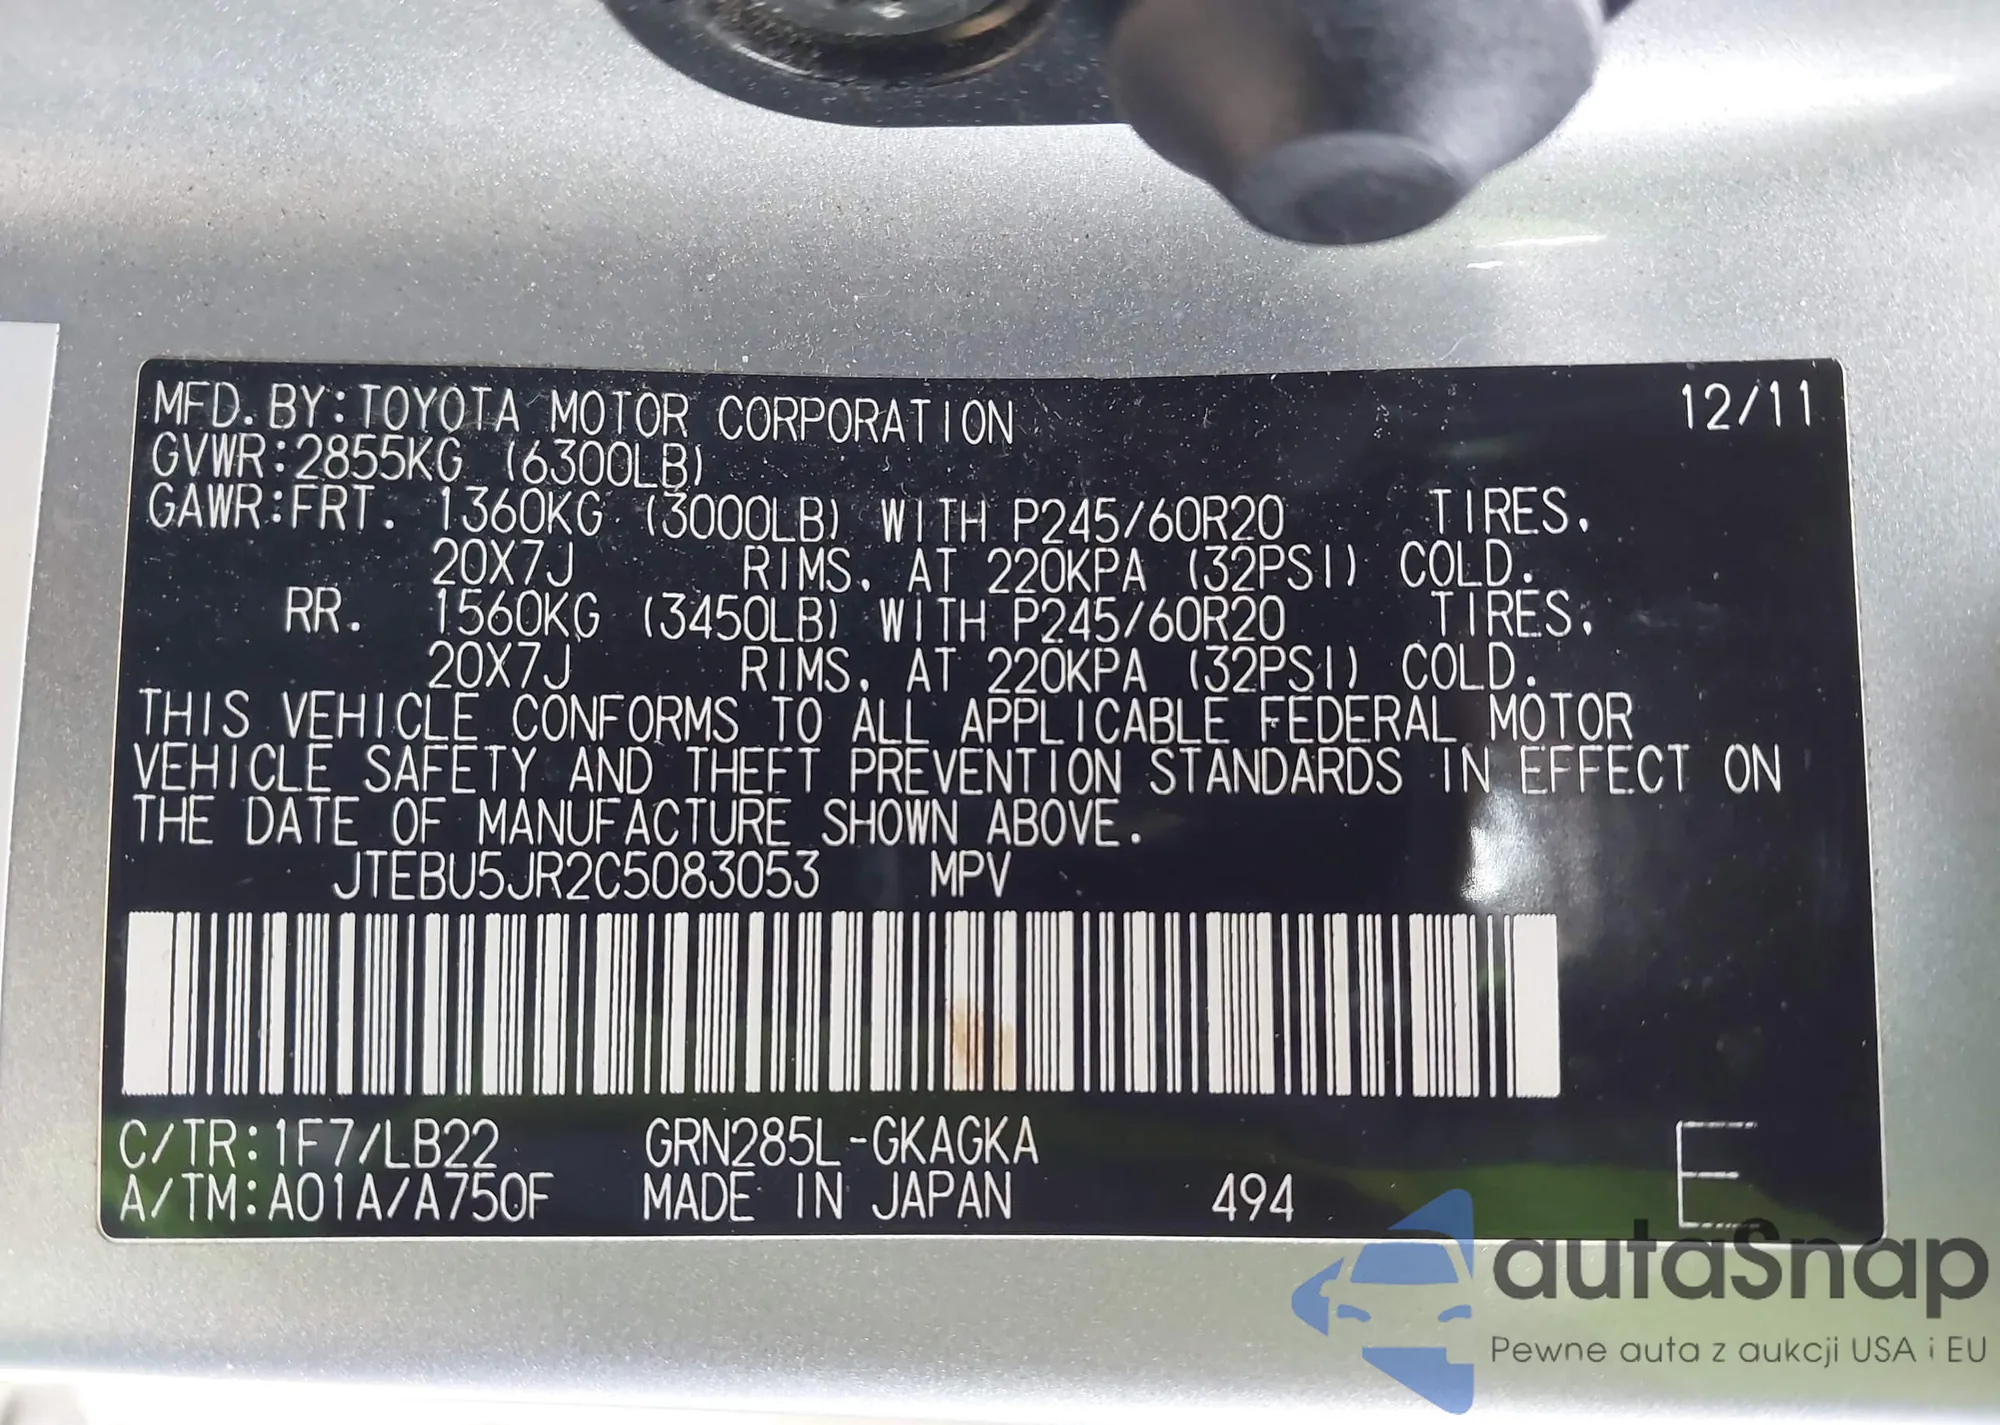 MFD. BY: TOYOTA MOTOR CORPORATION 12/11
GVWR: 2855KG (6300LB)
GAWR: FRT. 1360KG (3000LB) WITH P245/60R20 TIRES,
20X7J RIMS, AT 220KPA (32PSI) COLD.
RR. 1560KG (3450LB) WITH P245/60R20 TIRES,
20X7J RIMS, AT 220KPA (32PSI) COLD.
THIS VEHICLE CONFORMS TO ALL APPLICABLE FEDERAL MOTOR
VEHICLE SAFETY AND THEFT PREVENTION STANDARDS IN EFFECT ON
THE DATE OF MANUFACTURE SHOWN ABOVE.
JTEBU5JR2C5083053 MPV
C/TR: 1F7/LB22 GRN285L-GKAGKA
A/TM: A01A/A750F MADE IN JAPAN 494 E
autaSnap
Pewne auta z aukcji USA i EU